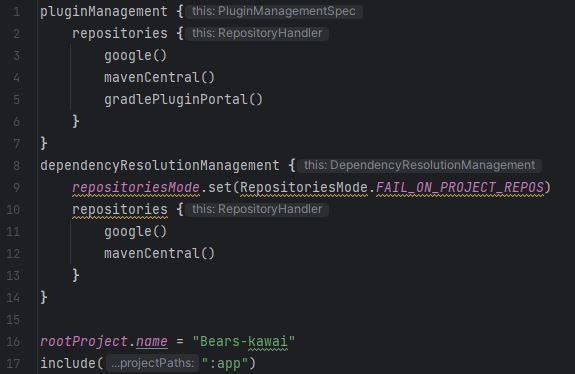 1 pluginManagement { this: PluginManagementSpec
2 repositories { this: RepositoryHandler
3 google()
4 mavenCentral()
5 gradlePluginPortal()
6 }
7 }
8 dependencyResolutionManagement { this: DependencyResolutionManagement
9 repositoriesMode.set(RepositoriesMode.FAIL_ON_PROJECT_REPOS)
10 repositories { this: RepositoryHandler
11 google()
12 mavenCentral()
13 }
14 }
15
16 rootProject.name = "Bears-kawai"
17 include( ...projectPaths: ":app")